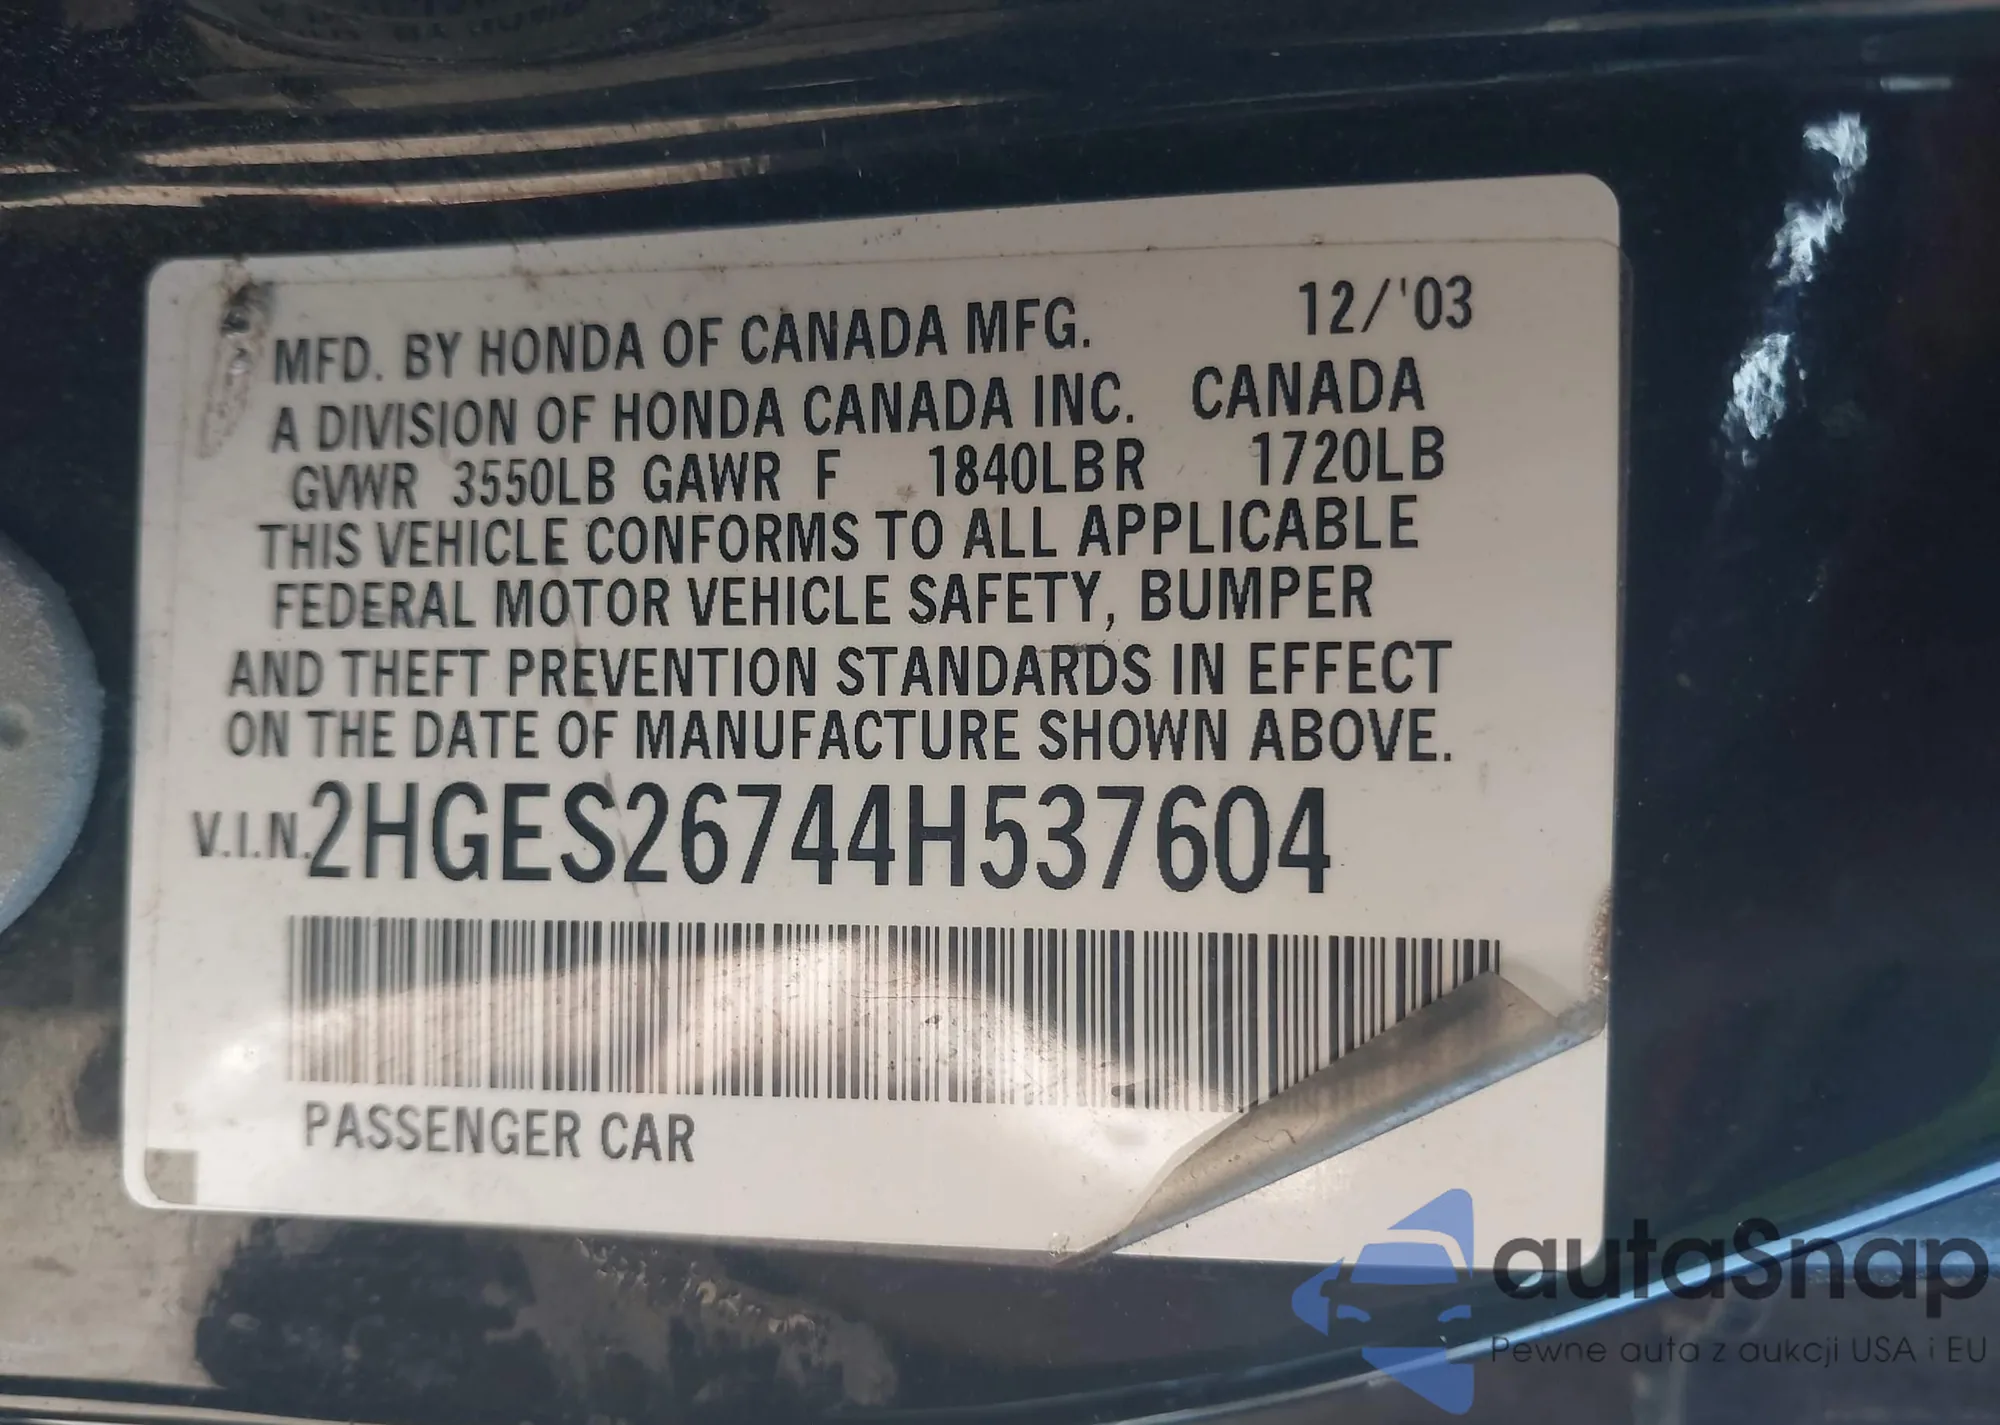 MFD. BY HONDA OF CANADA MFG. 12/'03
A DIVISION OF HONDA CANADA INC. CANADA
GVWR 3550LB GAWR F 1840LBR 1720LB
THIS VEHICLE CONFORMS TO ALL APPLICABLE
FEDERAL MOTOR VEHICLE SAFETY, BUMPER
AND THEFT PREVENTION STANDARDS IN EFFECT
ON THE DATE OF MANUFACTURE SHOWN ABOVE.
V.I.N.2HGES26744H537604
PASSENGER CAR
autaSnap
Pewne auta z aukcji USA i EU